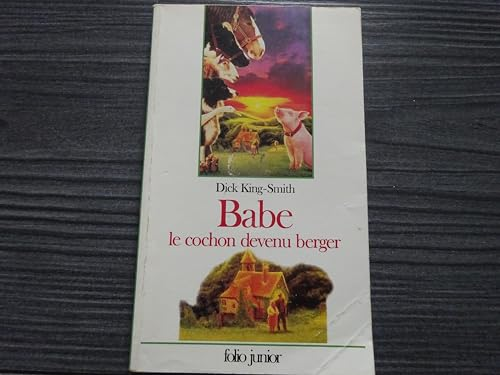 Dick King-Smith
Babe
le cochon devenu berger
folio junior